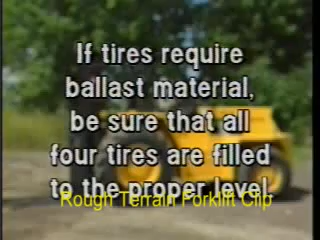 If tires require
ballast material,
be sure that all
four tires are filled
to the proper level.
Rough Terrain Forklift Clip